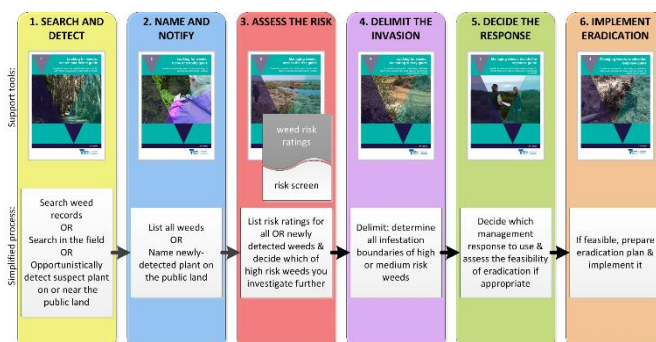 1. SEARCH AND
DETECT
2. NAME AND
NOTIFY
3. ASSESS THE
RISK
4. DELIMIT THE
INVASION
5. DECIDE THE
RESPONSE
6. IMPLEMENT
ERADICATION
Support tools:
weed risk
ratings
risk screen
Simplified process:
Search weed
records
OR
Search in the field
OR
Opportunistically
detect suspect plant
on or near the
public land
List all weeds
OR
Name newly-
detected plant on
the public land
List risk ratings for
all OR newly
detected weeds &
decide which of
high risk weeds you
investigate further
Delimit: determine
all infestation
boundaries of high
or medium risk
weeds
Decide which
management
response to use &
assess the feasibility
of eradication if
appropriate
If feasible, prepare
eradication plan &
implement it